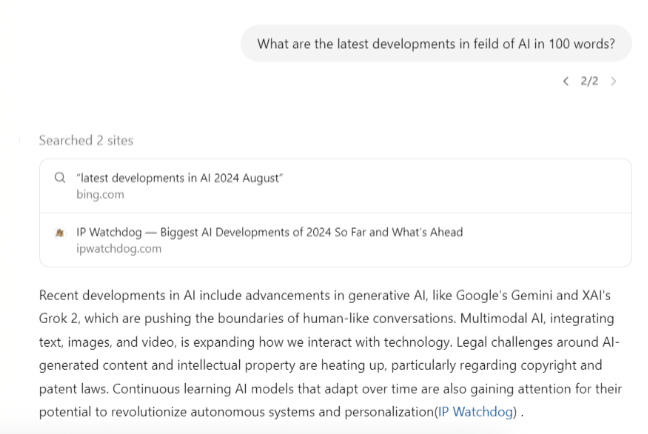 What are the latest developments in feild of AI in 100 words?
< 2/2 >
Searched 2 sites
"latest developments in AI 2024 August"
bing.com
IP Watchdog — Biggest AI Developments of 2024 So Far and What's Ahead
ipwatchdog.com
Recent developments in AI include advancements in generative AI, like Google's Gemini and XAI's
Grok 2, which are pushing the boundaries of human-like conversations. Multimodal AI, integrating
text, images, and video, is expanding how we interact with technology. Legal challenges around AI-
generated content and intellectual property are heating up, particularly regarding copyright and
patent laws. Continuous learning AI models that adapt over time are also gaining attention for their
potential to revolutionize autonomous systems and personalization(IP Watchdog) .